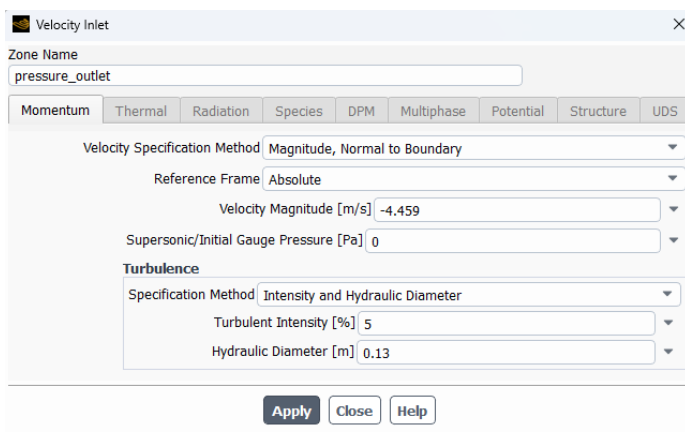 Velocity Inlet
Zone Name
pressure_outlet
Momentum Thermal Radiation Species DPM Multiphase Potential Structure UDS
Velocity Specification Method Magnitude, Normal to Boundary
Reference Frame Absolute
Velocity Magnitude [m/s] -4.459
Supersonic/Initial Gauge Pressure [Pa] 0
Turbulence
Specification Method Intensity and Hydraulic Diameter
Turbulent Intensity [%] 5
Hydraulic Diameter [m] 0.13
Apply Close Help